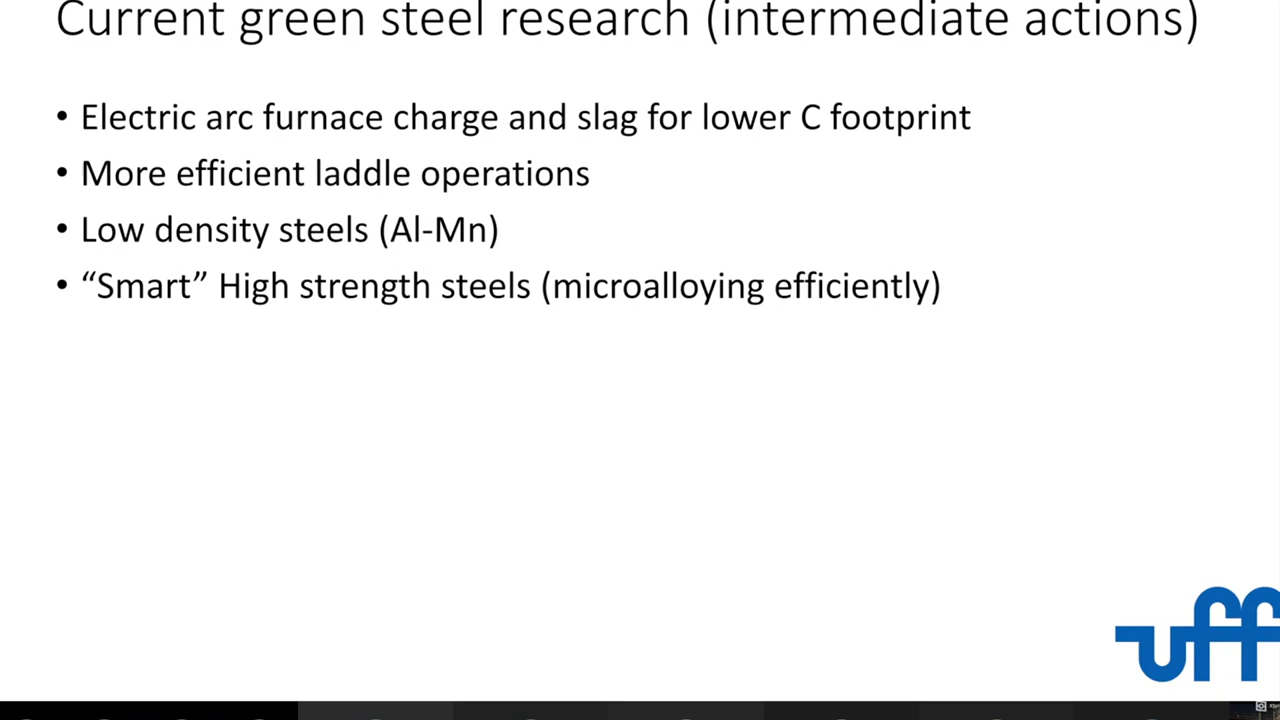 Current green steel research (intermediate actions)
• Electric arc furnace charge and slag for lower C footprint
• More efficient laddle operations
• Low density steels (Al-Mn)
• “Smart” High strength steels (microalloying efficiently)
uff